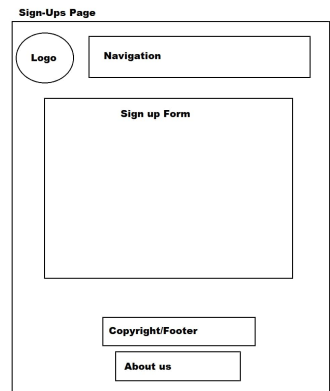 Sign-Ups Page
Logo
Navigation
Sign up Form
Copyright/Footer
About us